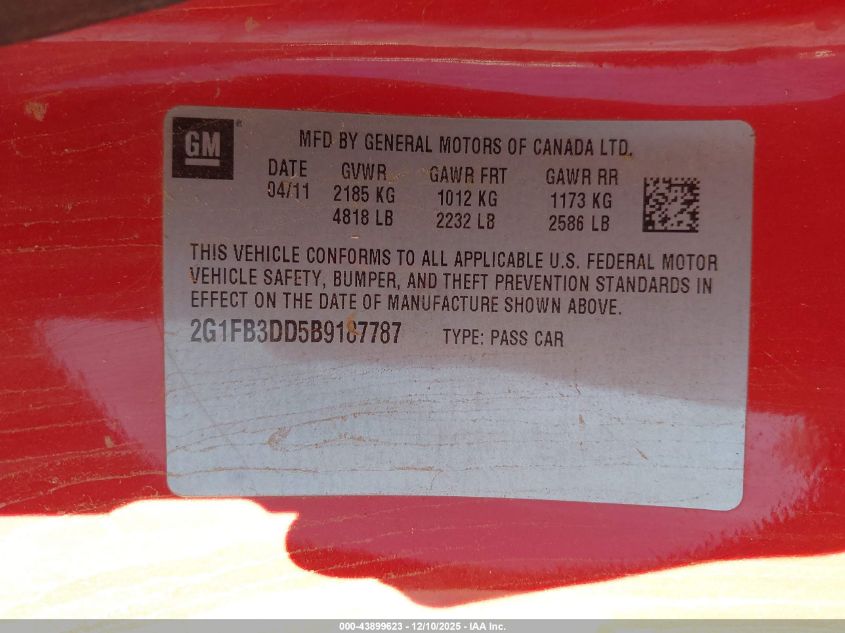 GM
®
MFD BY GENERAL MOTORS OF CANADA LTD.
DATE GVWR GAWR FRT GAWR RR
04/11 2185 KG 1012 KG 1173 KG
4818 LB 2232 LB 2586 LB
THIS VEHICLE CONFORMS TO ALL APPLICABLE U.S. FEDERAL MOTOR
VEHICLE SAFETY, BUMPER, AND THEFT PREVENTION STANDARDS IN
EFFECT ON THE DATE OF MANUFACTURE SHOWN ABOVE.
2G1FB3DD5B9187787 TYPE: PASS CAR
000-43899623 - 12/10/2025 - IAA Inc.